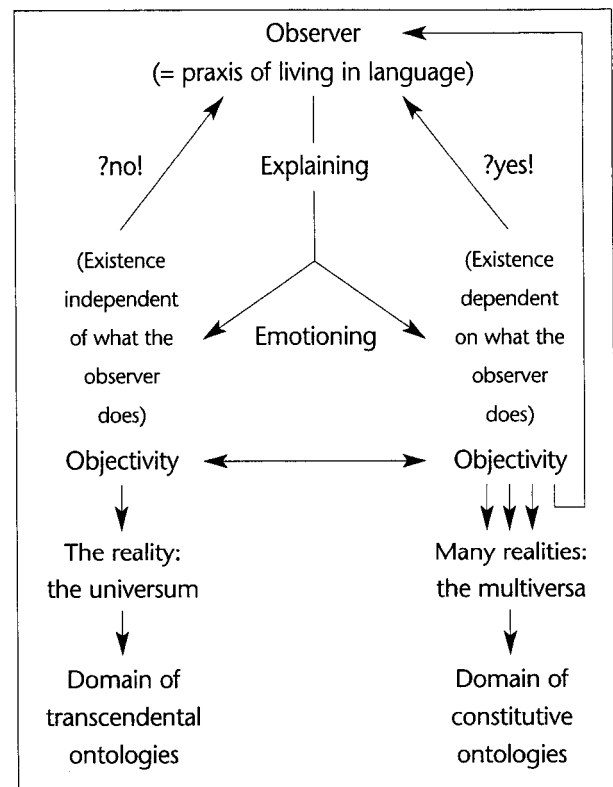 Observer
(= praxis of living in language)
?no!
Explaining
?yes!
(Existence
independent
of what the
observer
does)
Emotioning
(Existence
dependent
on what the
observer
does)
Objectivity
Objectivity
The reality:
the universum
Many realities:
the multiversa
Domain of
transcendental
ontologies
Domain of
constitutive
ontologies